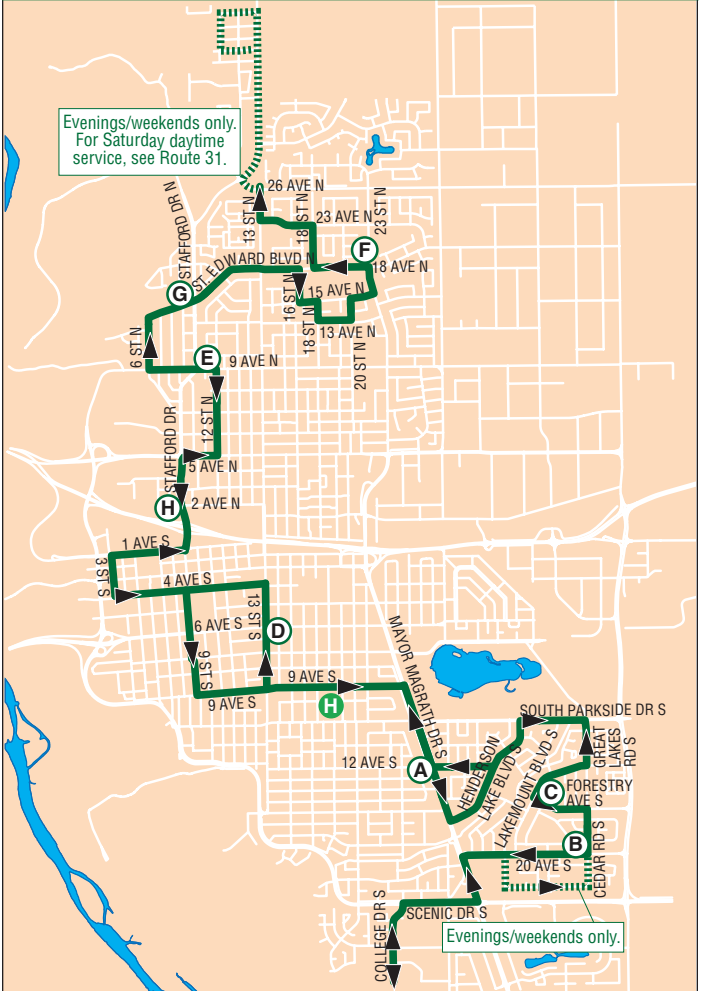 Evenings/weekends only.
For Saturday daytime
service, see Route 31.
26 AVE N
13 ST N
18 ST N
23 AVE N
23 ST N
STAFFORD DR N
F
18 AVE N
ST. EDWARD BLVD N
G
16 ST N
15 AVE N
18 ST N
13 AVE N
20 ST N
6 ST N
E
9 AVE N
12 ST N
STAFFORD DR
5 AVE N
H
2 AVE N
1 AVE S
3 ST S
4 AVE S
13 ST S
6 AVE S
D
9 ST S
9 AVE S
9 AVE S
H
MAYOR MAGRATH DR S
SOUTH PARKSIDE DR S
12 AVE S
A
HENDERSON
LAKE BLVD S
LAKEMOUNT BLVD S
GREAT
LAKES
RD S
C
FORESTRY
AVE S
B
CEDAR RD S
20 AVE S
SCENIC DR S
COLLEGE DR S
Evenings/weekends only.